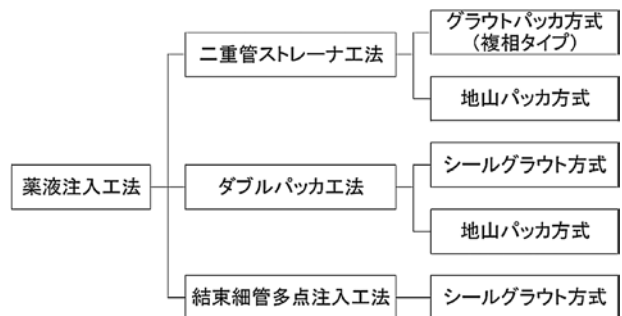 グラウトパッカ方式
(複相タイプ)
二重管ストレーナ工法
地山パッカ方式
薬液注入工法
ダブルパッカ工法
シールグラウト方式
地山パッカ方式
結束細管多点注入工法
シールグラウト方式